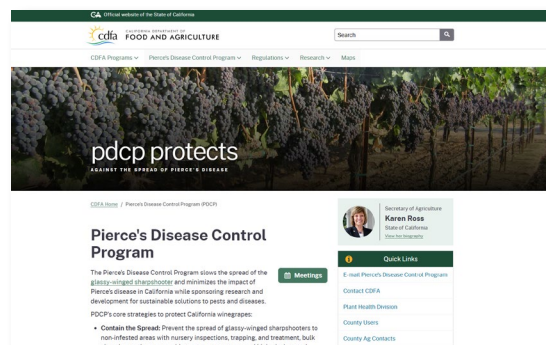 CA Official website of the State of California
cdfa CALIFORNIA DEPARTMENT OF
FOOD AND AGRICULTURE
Search
CDFA Programs Pierce's Disease Control Program Regulations Research Maps
pdcp protects
AGAINST THE SPREAD OF PIERCE'S DISEASE
CDFA Home / Pierce's Disease Control Program (PDCP)
Pierce's Disease Control
Program
The Pierce's Disease Control Program slows the spread of the
glassy-winged sharpshooter and minimizes the impact of
Pierce's disease in California while sponsoring research and
development for sustainable solutions to pests and diseases.
Meetings
PDCP's core strategies to protect California winegrapes:
• Contain the Spread: Prevent the spread of glassy-winged sharpshooters to
non-infested areas with nursery inspections, trapping, and treatment, bulk
Secretary of Agriculture
Karen Ross
State of California
View her biography
Quick Links
E-mail Pierce's Disease Control Program
Contact CDFA
Plant Health Division
County Users
County Ag Contacts